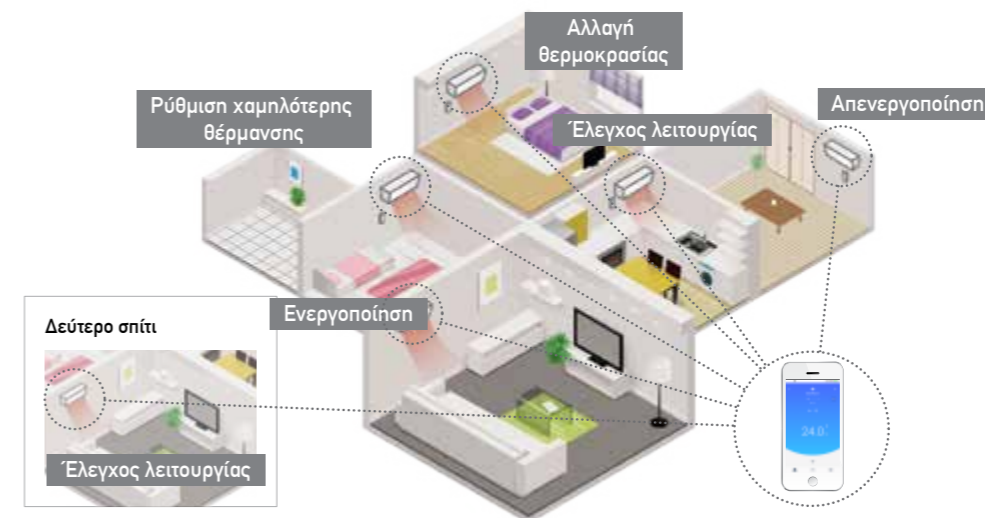 Αλλαγή
θερμοκρασίας
Ρύθμιση χαμηλότερης
θέρμανσης
Έλεγχος λειτουργίας
Απενεργοποίηση
Ενεργοποίηση
Δεύτερο σπίτι
Έλεγχος λειτουργίας
24.0